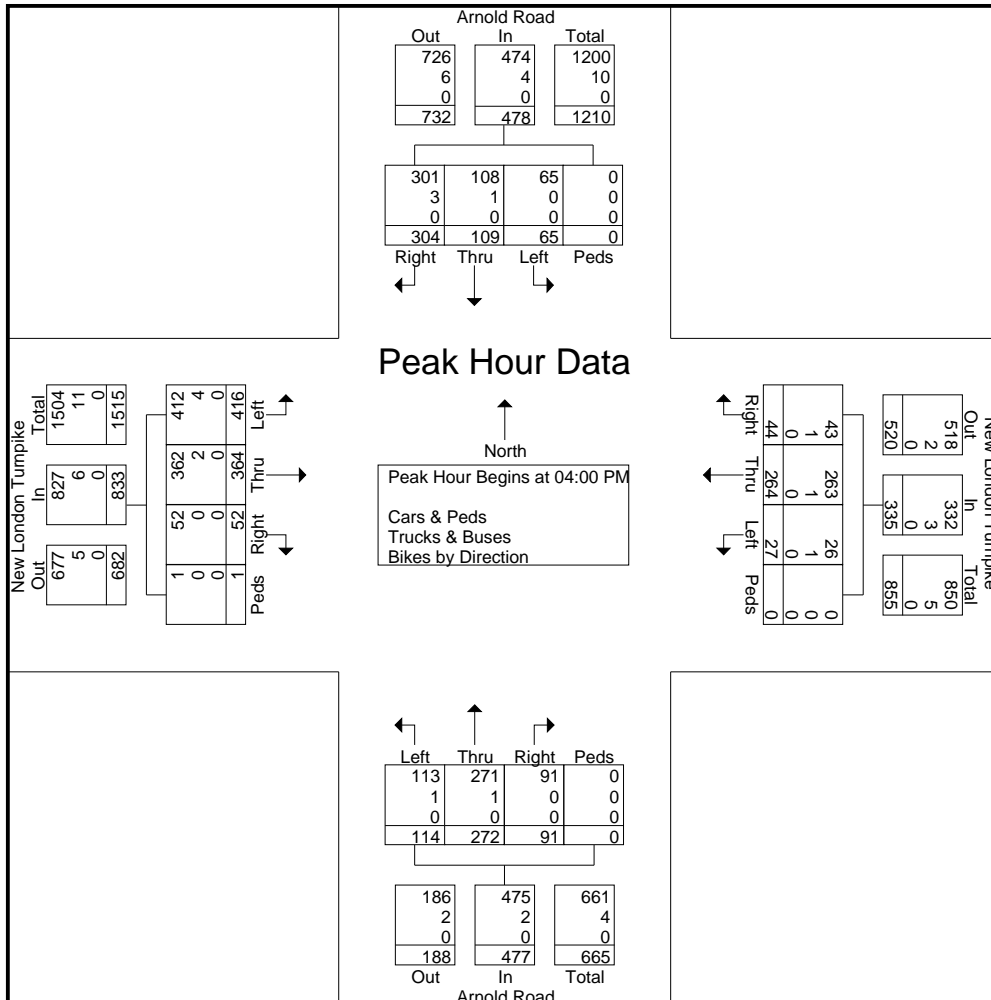 Arnold Road
Out In Total
726 474 1200
6 4 10
0 0 0
732 478 1210
301 108 65 0
3 1 0 0
0 0 0 0
304 109 65 0
Right Thru Left Peds
Peak Hour Data
North
Peak Hour Begins at 04:00 PM
Cars & Peds
Trucks & Buses
Bikes by Direction
New London Turnpike
Out In Total
677 827 1504
5 6 11
0 0 0
682 833 1515
Peds Right Thru Left
1 52 362 412
0 0 2 4
0 0 0 0
1 52 364 416
New London Turnpike
Out In Total
518 332 850
2 3 5
0 0 0
520 335 855
43 263 26 0
1 1 1 0
0 0 0 0
44 264 27 0
Right Thru Left Peds
Left Thru Right Peds
113 271 91 0
1 1 0 0
0 0 0 0
114 272 91 0
186 475 661
2 2 4
0 0 0
188 477 665
Out In Total
Arnold Road